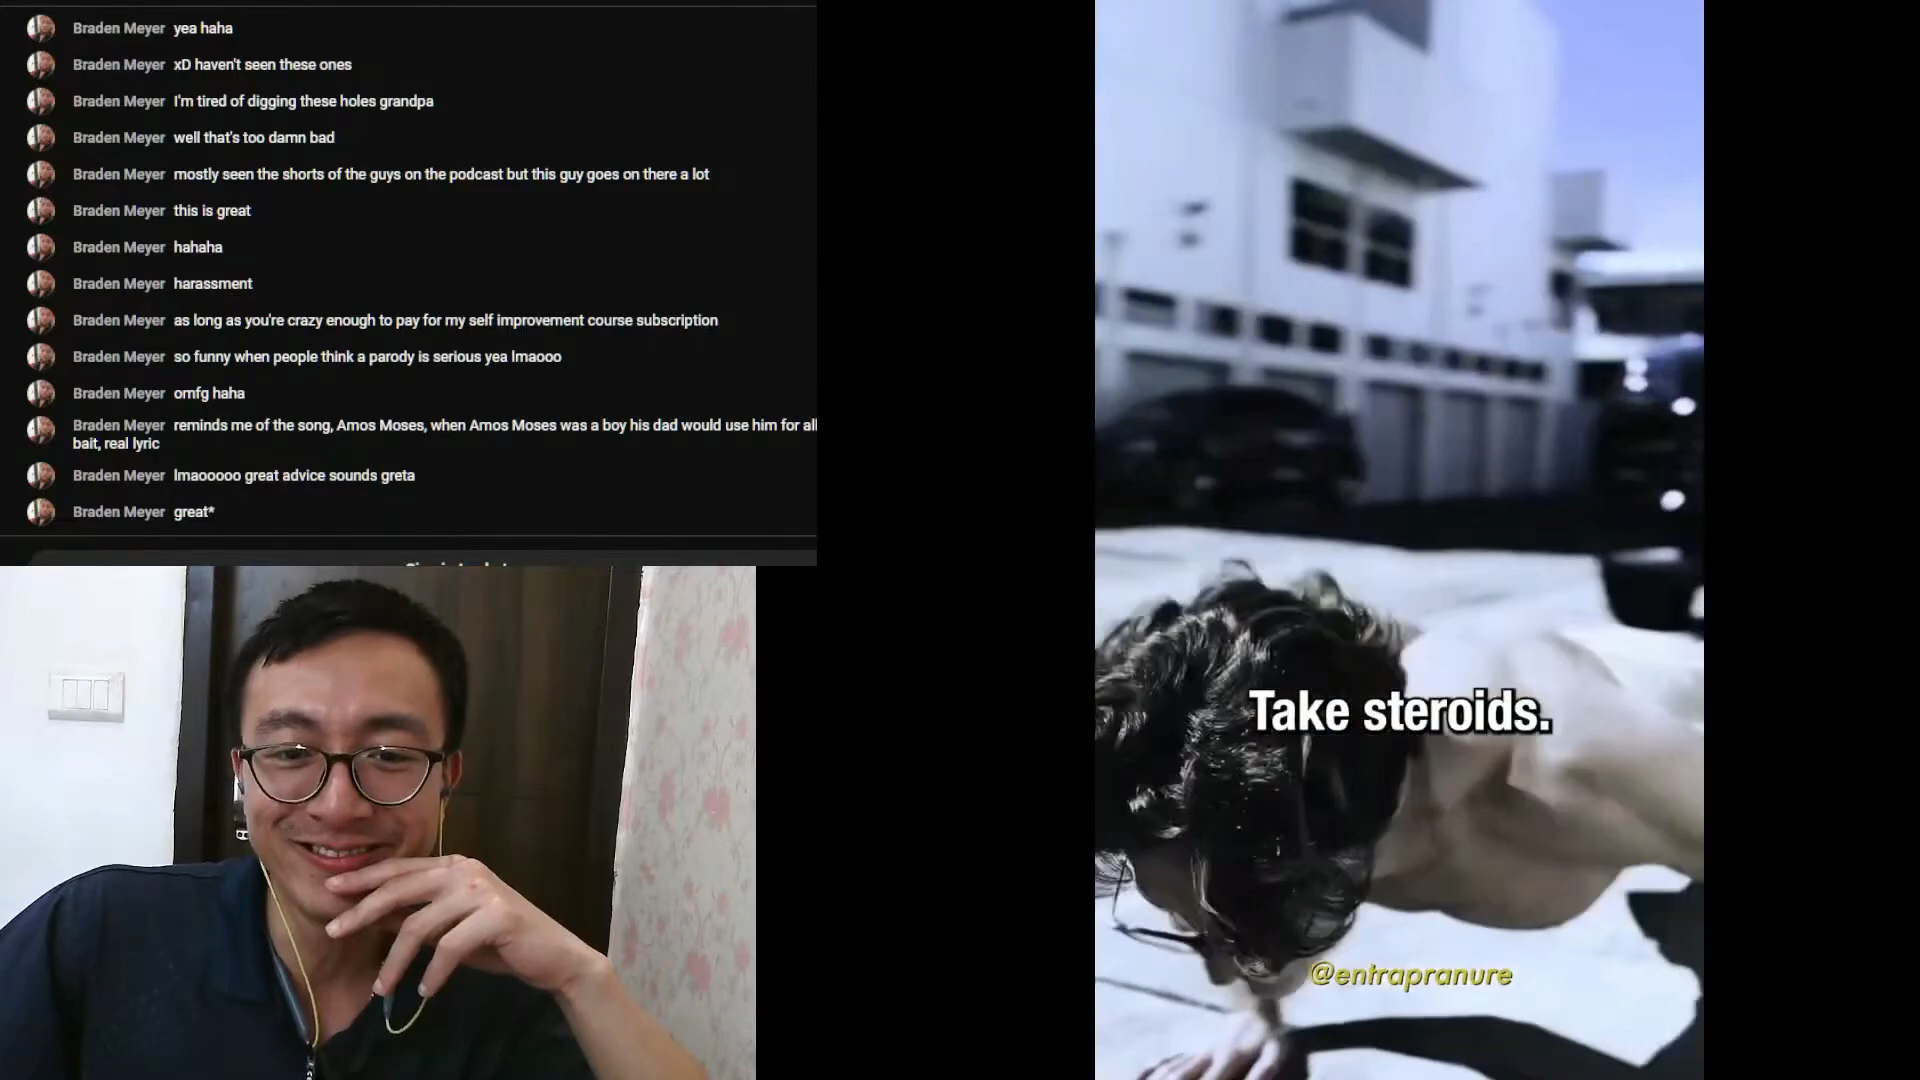 Braden Meyer yea haha
Braden Meyer xD haven't seen these ones
Braden Meyer I'm tired of digging these holes grandpa
Braden Meyer well that's too damn bad
Braden Meyer mostly seen the shorts of the guys on the podcast but this guy goes on there a lot
Braden Meyer this is great
Braden Meyer hahaha
Braden Meyer harassment
Braden Meyer as long as you're crazy enough to pay for my self improvement course subscription
Braden Meyer so funny when people think a parody is serious yea lmaooo
Braden Meyer omfg haha
Braden Meyer reminds me of the song, Amos Moses, when Amos Moses was a boy his dad would use him for all
bait, real lyric
Braden Meyer lmaooooo great advice sounds greta
Braden Meyer great*
Take steroids.
@entrapranure